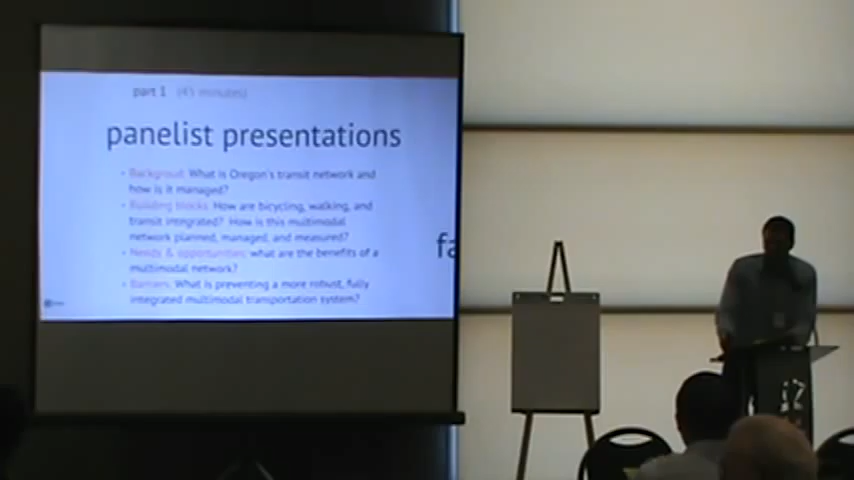 part 1 (45 minutes)
panelist presentations
• Background: What is Oregon's transit network and
how is it managed?
• Building blocks: How are bicycling, walking, and
transit integrated? How is this multimodal
network planned, managed, and measured?
• Needs & opportunities: what are the benefits of a
multimodal network?
• Barriers: What is preventing a more robust, fully
integrated multimodal transportation system?
fa